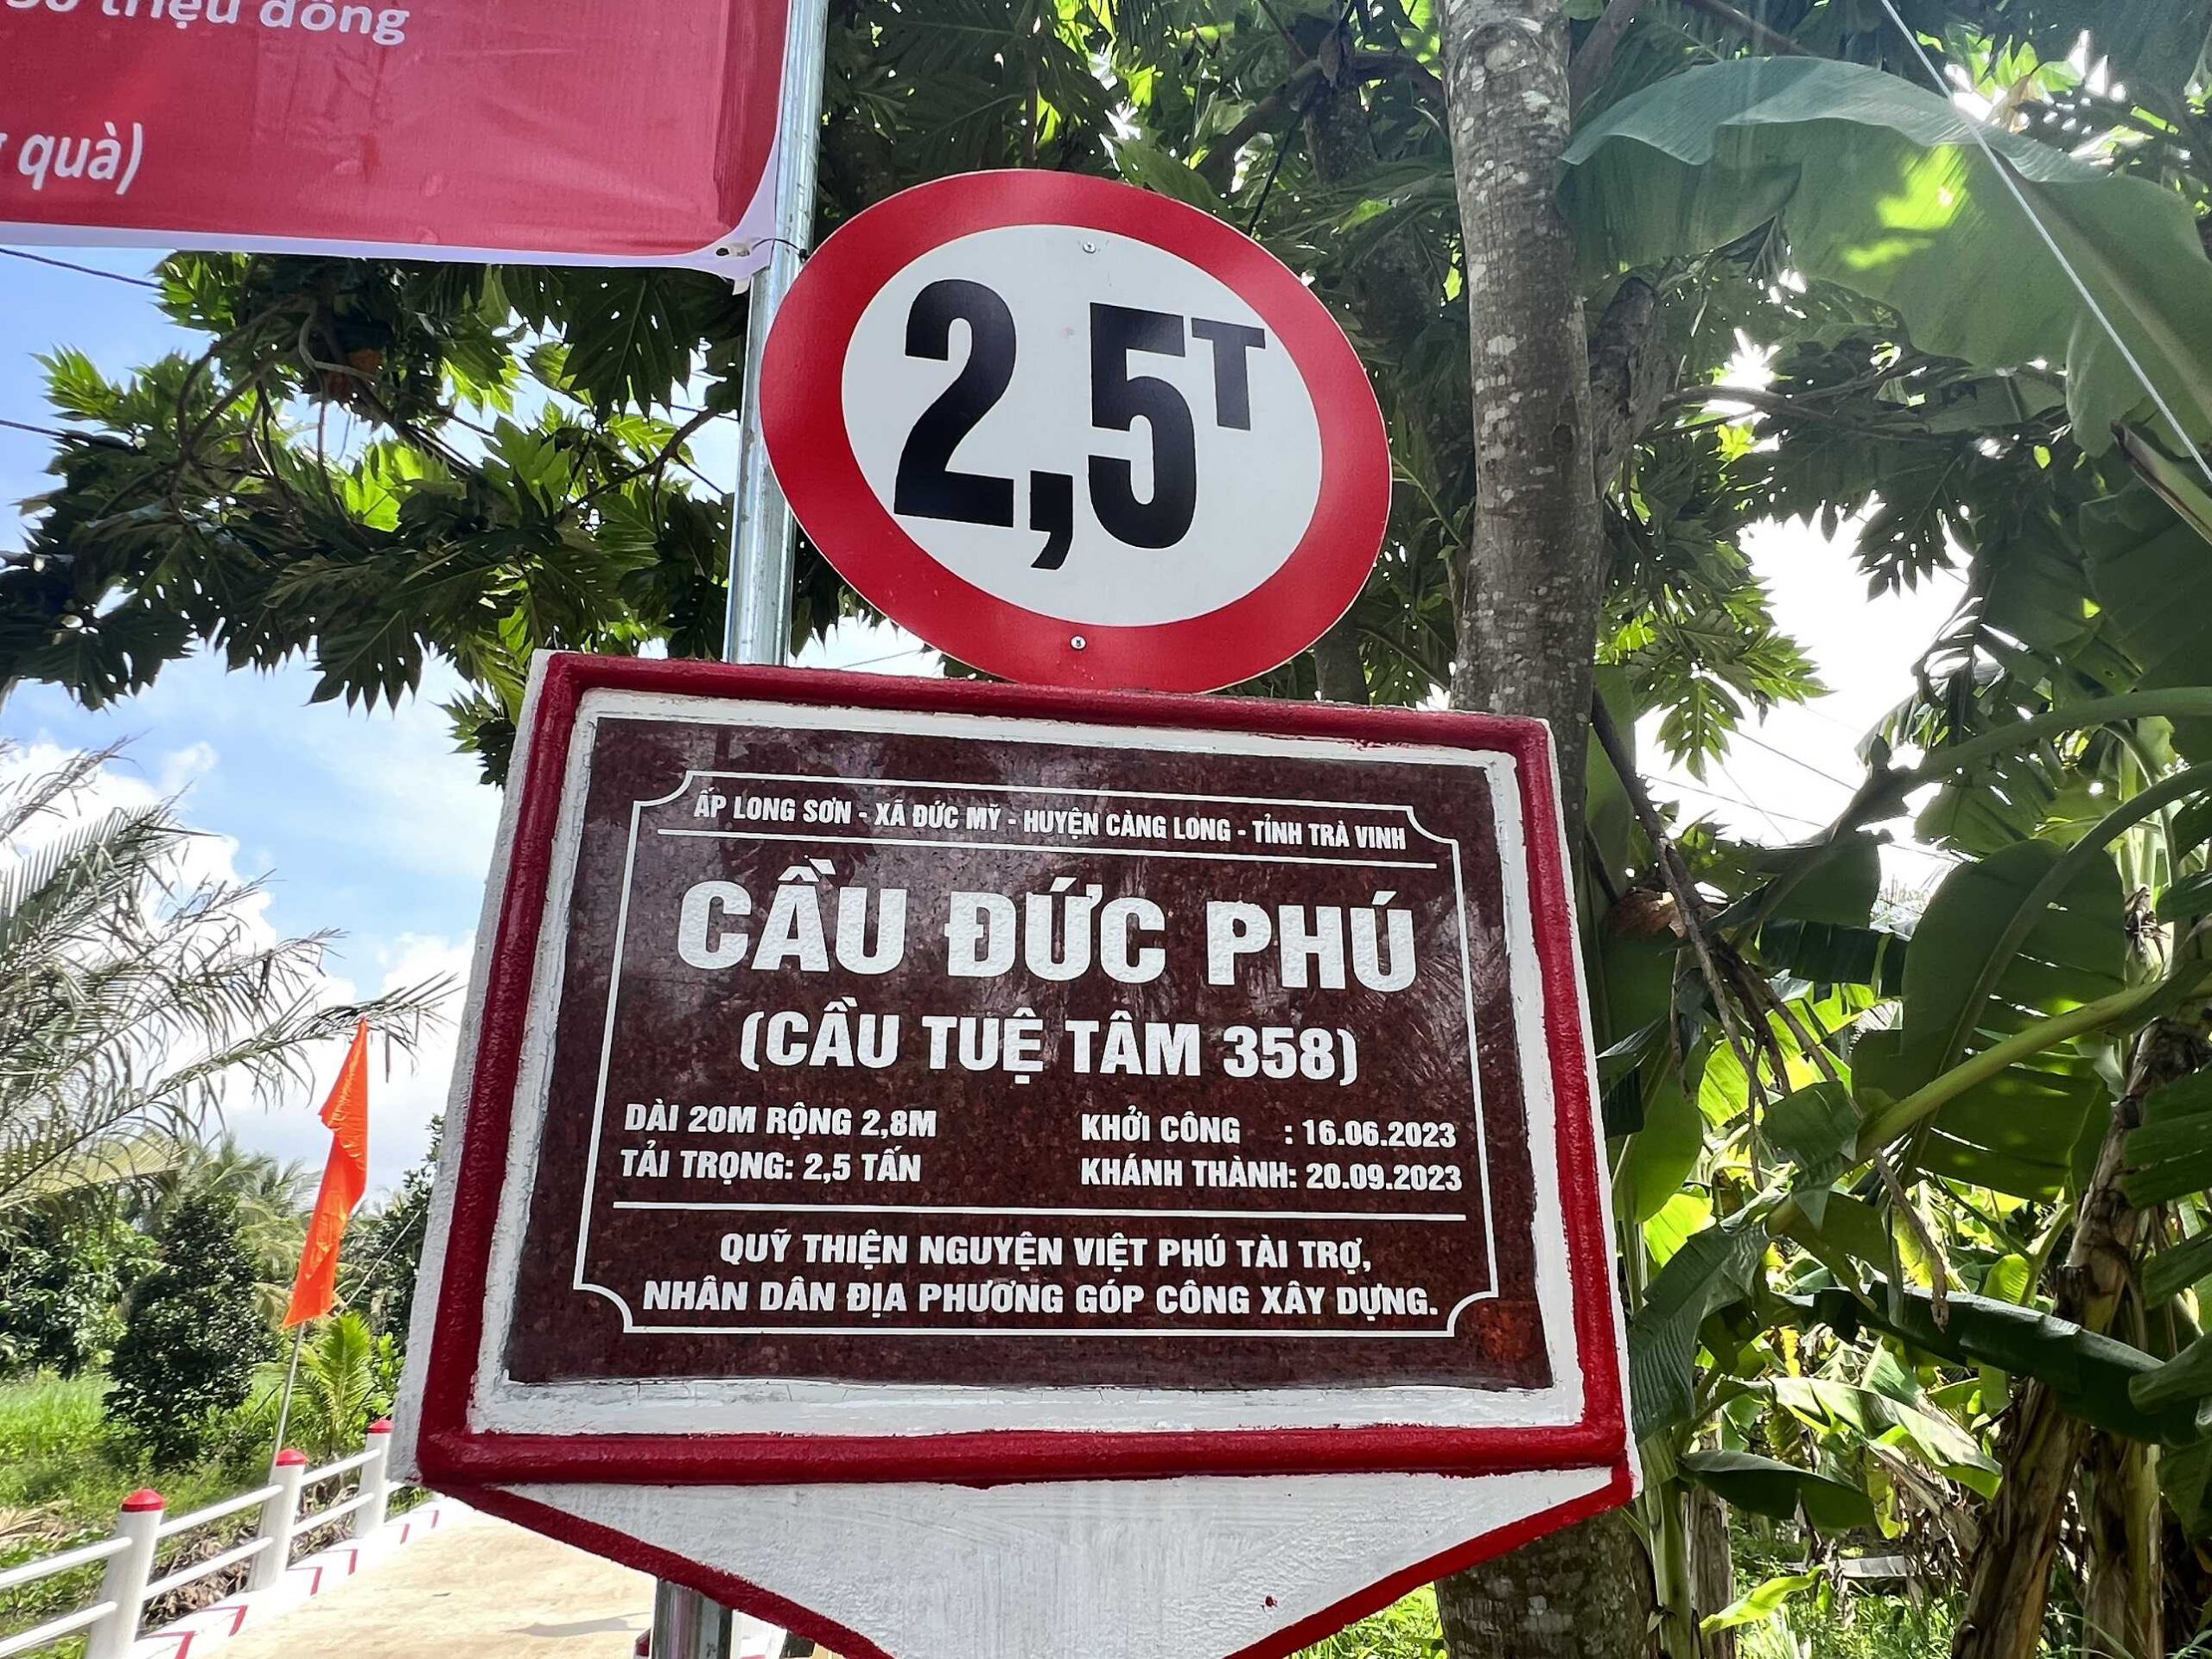 triệu đồng
quà)
2,5T
ẤP LONG SƠN - XÃ ĐỨC MỸ - HUYỆN CÀNG LONG - TỈNH TRÀ VINH
CẦU ĐỨC PHÚ
(CẦU TUỆ TÂM 358)
DÀI 20M RỘNG 2,8M KHỞI CÔNG : 16.06.2023
TẢI TRỌNG: 2,5 TẤN KHÁNH THÀNH: 20.09.2023
QUỸ THIỆN NGUYỆN VIỆT PHÚ TÀI TRỢ,
NHÂN DÂN ĐỊA PHƯƠNG GÓP CÔNG XÂY DỰNG.